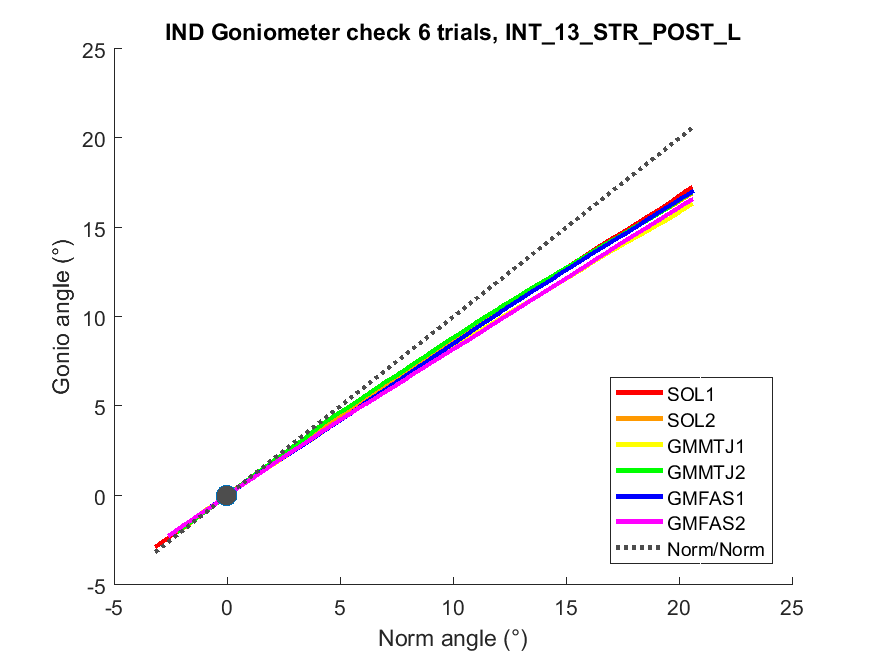 IND Goniometer check 6 trials, INT_13_STR_POST_L
25
20
15
10
5
0
-5
Gonio angle (°)
-5 0 5 10 15 20 25
Norm angle (°)
SOL1
SOL2
GMMTJ1
GMMTJ2
GMFAS1
GMFAS2
Norm/Norm